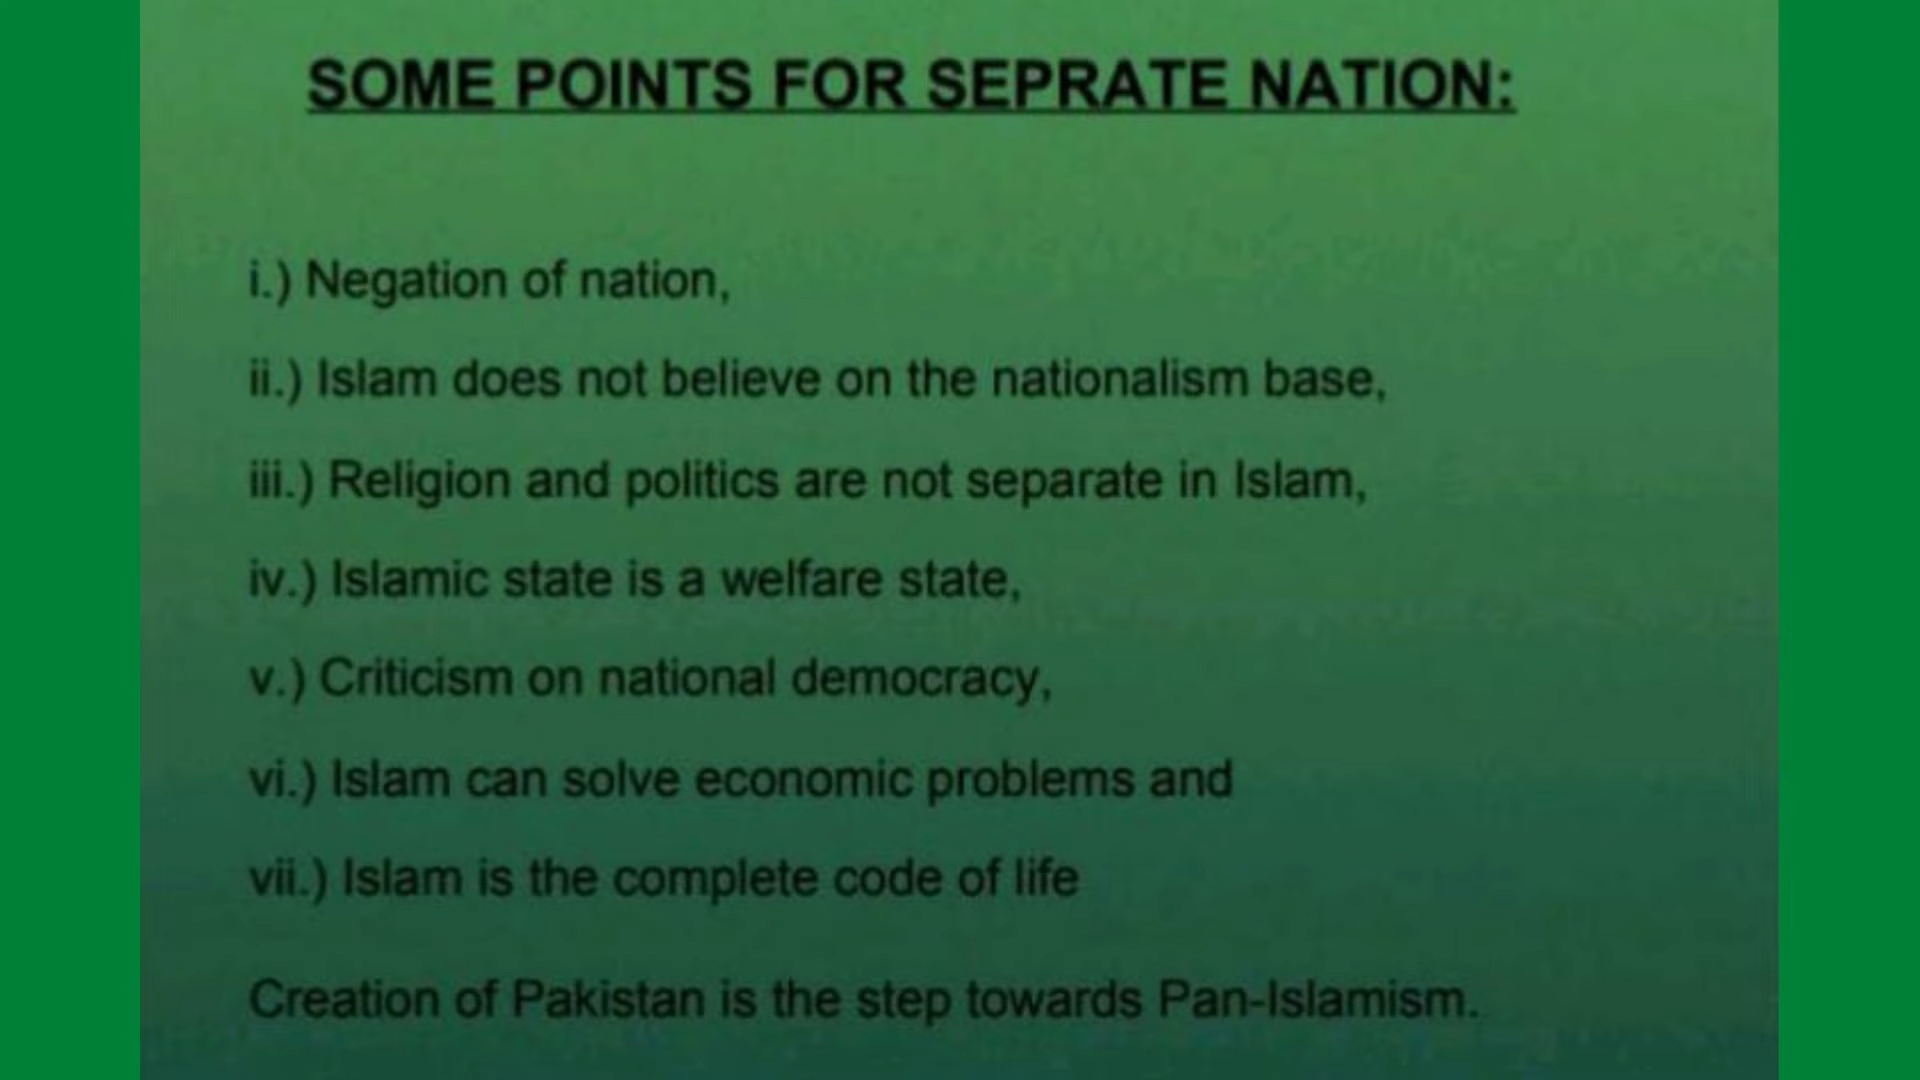 SOME POINTS FOR SEPRATE NATION:
i.) Negation of nation,
ii.) Islam does not believe on the nationalism base,
iii.) Religion and politics are not separate in Islam,
iv.) Islamic state is a welfare state,
v.) Criticism on national democracy,
vi.) Islam can solve economic problems and
vii.) Islam is the complete code of life
Creation of Pakistan is the step towards Pan-Islamism.